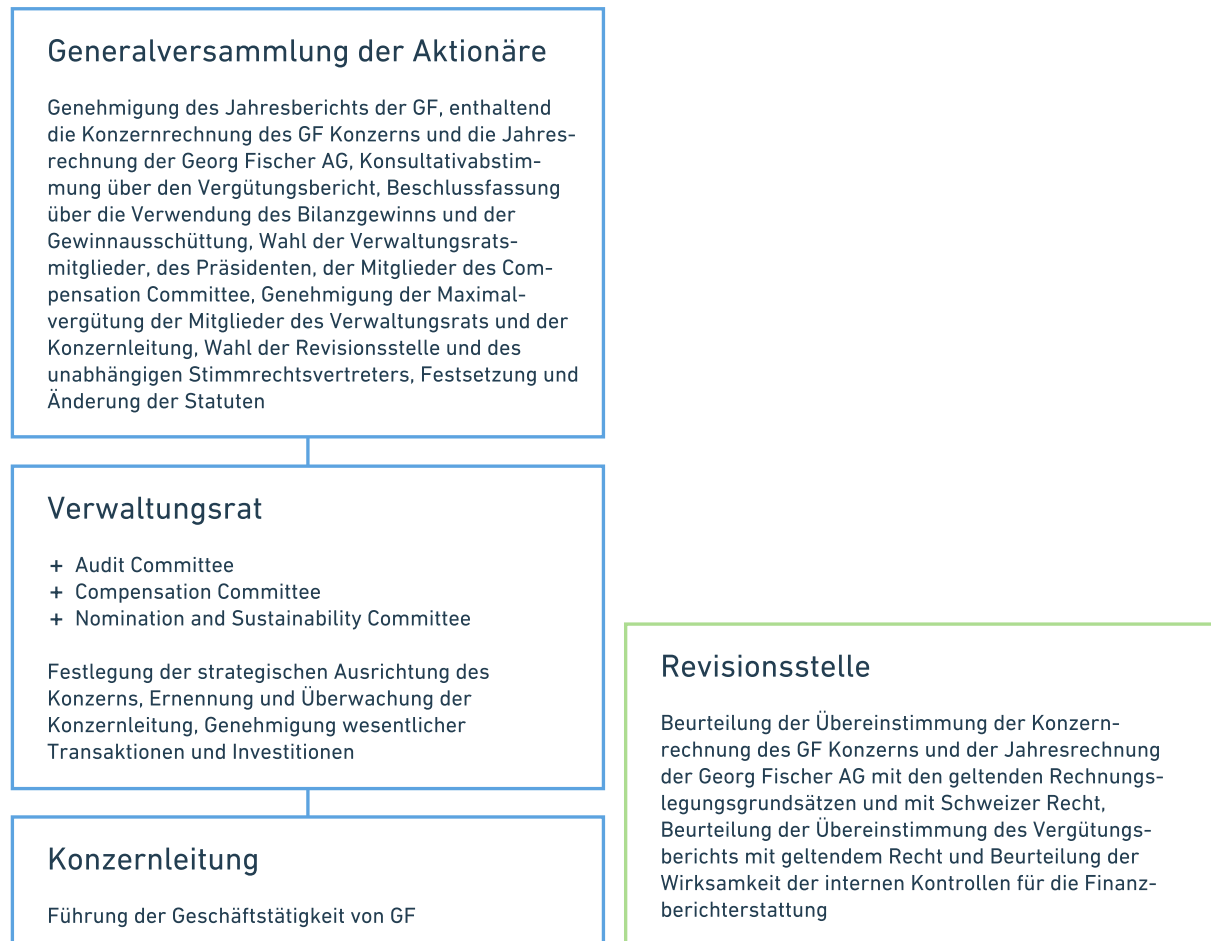 Generalversammlung der Aktionäre
Genehmigung des Jahresberichts der GF, enthaltend
die Konzernrechnung des GF Konzerns und die Jahres-
rechnung der Georg Fischer AG, Konsultativabstim-
mung über den Vergütungsbericht, Beschlussfassung
über die Verwendung des Bilanzgewinns und der
Gewinnausschüttung, Wahl der Verwaltungsrats-
mitglieder, des Präsidenten, der Mitglieder des Com-
pensation Committee, Genehmigung der Maximal-
vergütung der Mitglieder des Verwaltungsrats und der
Konzernleitung, Wahl der Revisionsstelle und des
unabhängigen Stimmrechtsvertreters, Festsetzung und
Änderung der Statuten
Verwaltungsrat
+ Audit Committee
+ Compensation Committee
+ Nomination and Sustainability Committee
Festlegung der strategischen Ausrichtung des
Konzerns, Ernennung und Überwachung der
Konzernleitung, Genehmigung wesentlicher
Transaktionen und Investitionen
Konzernleitung
Führung der Geschäftstätigkeit von GF
Revisionsstelle
Beurteilung der Übereinstimmung der Konzern-
rechnung des GF Konzerns und der Jahresrechnung
der Georg Fischer AG mit den geltenden Rechnungs-
legungsgrundsätzen und mit Schweizer Recht,
Beurteilung der Übereinstimmung des Vergütungs-
berichts mit geltendem Recht und Beurteilung der
Wirksamkeit der internen Kontrollen für die Finanz-
berichterstattung